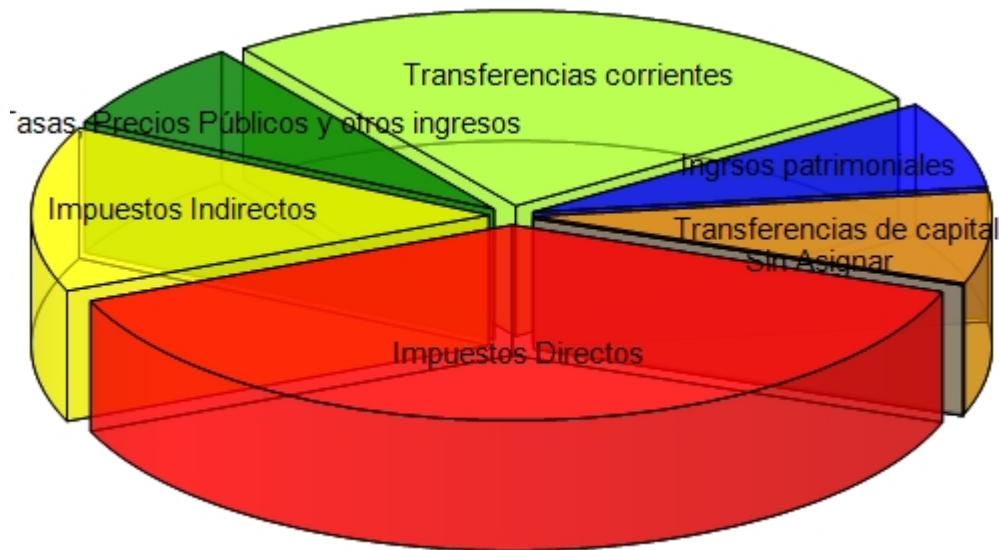 Transferencias corrientes
Tasas, Precios Públicos y otros ingresos
Ingrsos patrimoniales
Impuestos Indirectos
Transferencias de capital
Sin Asignar
Impuestos Directos